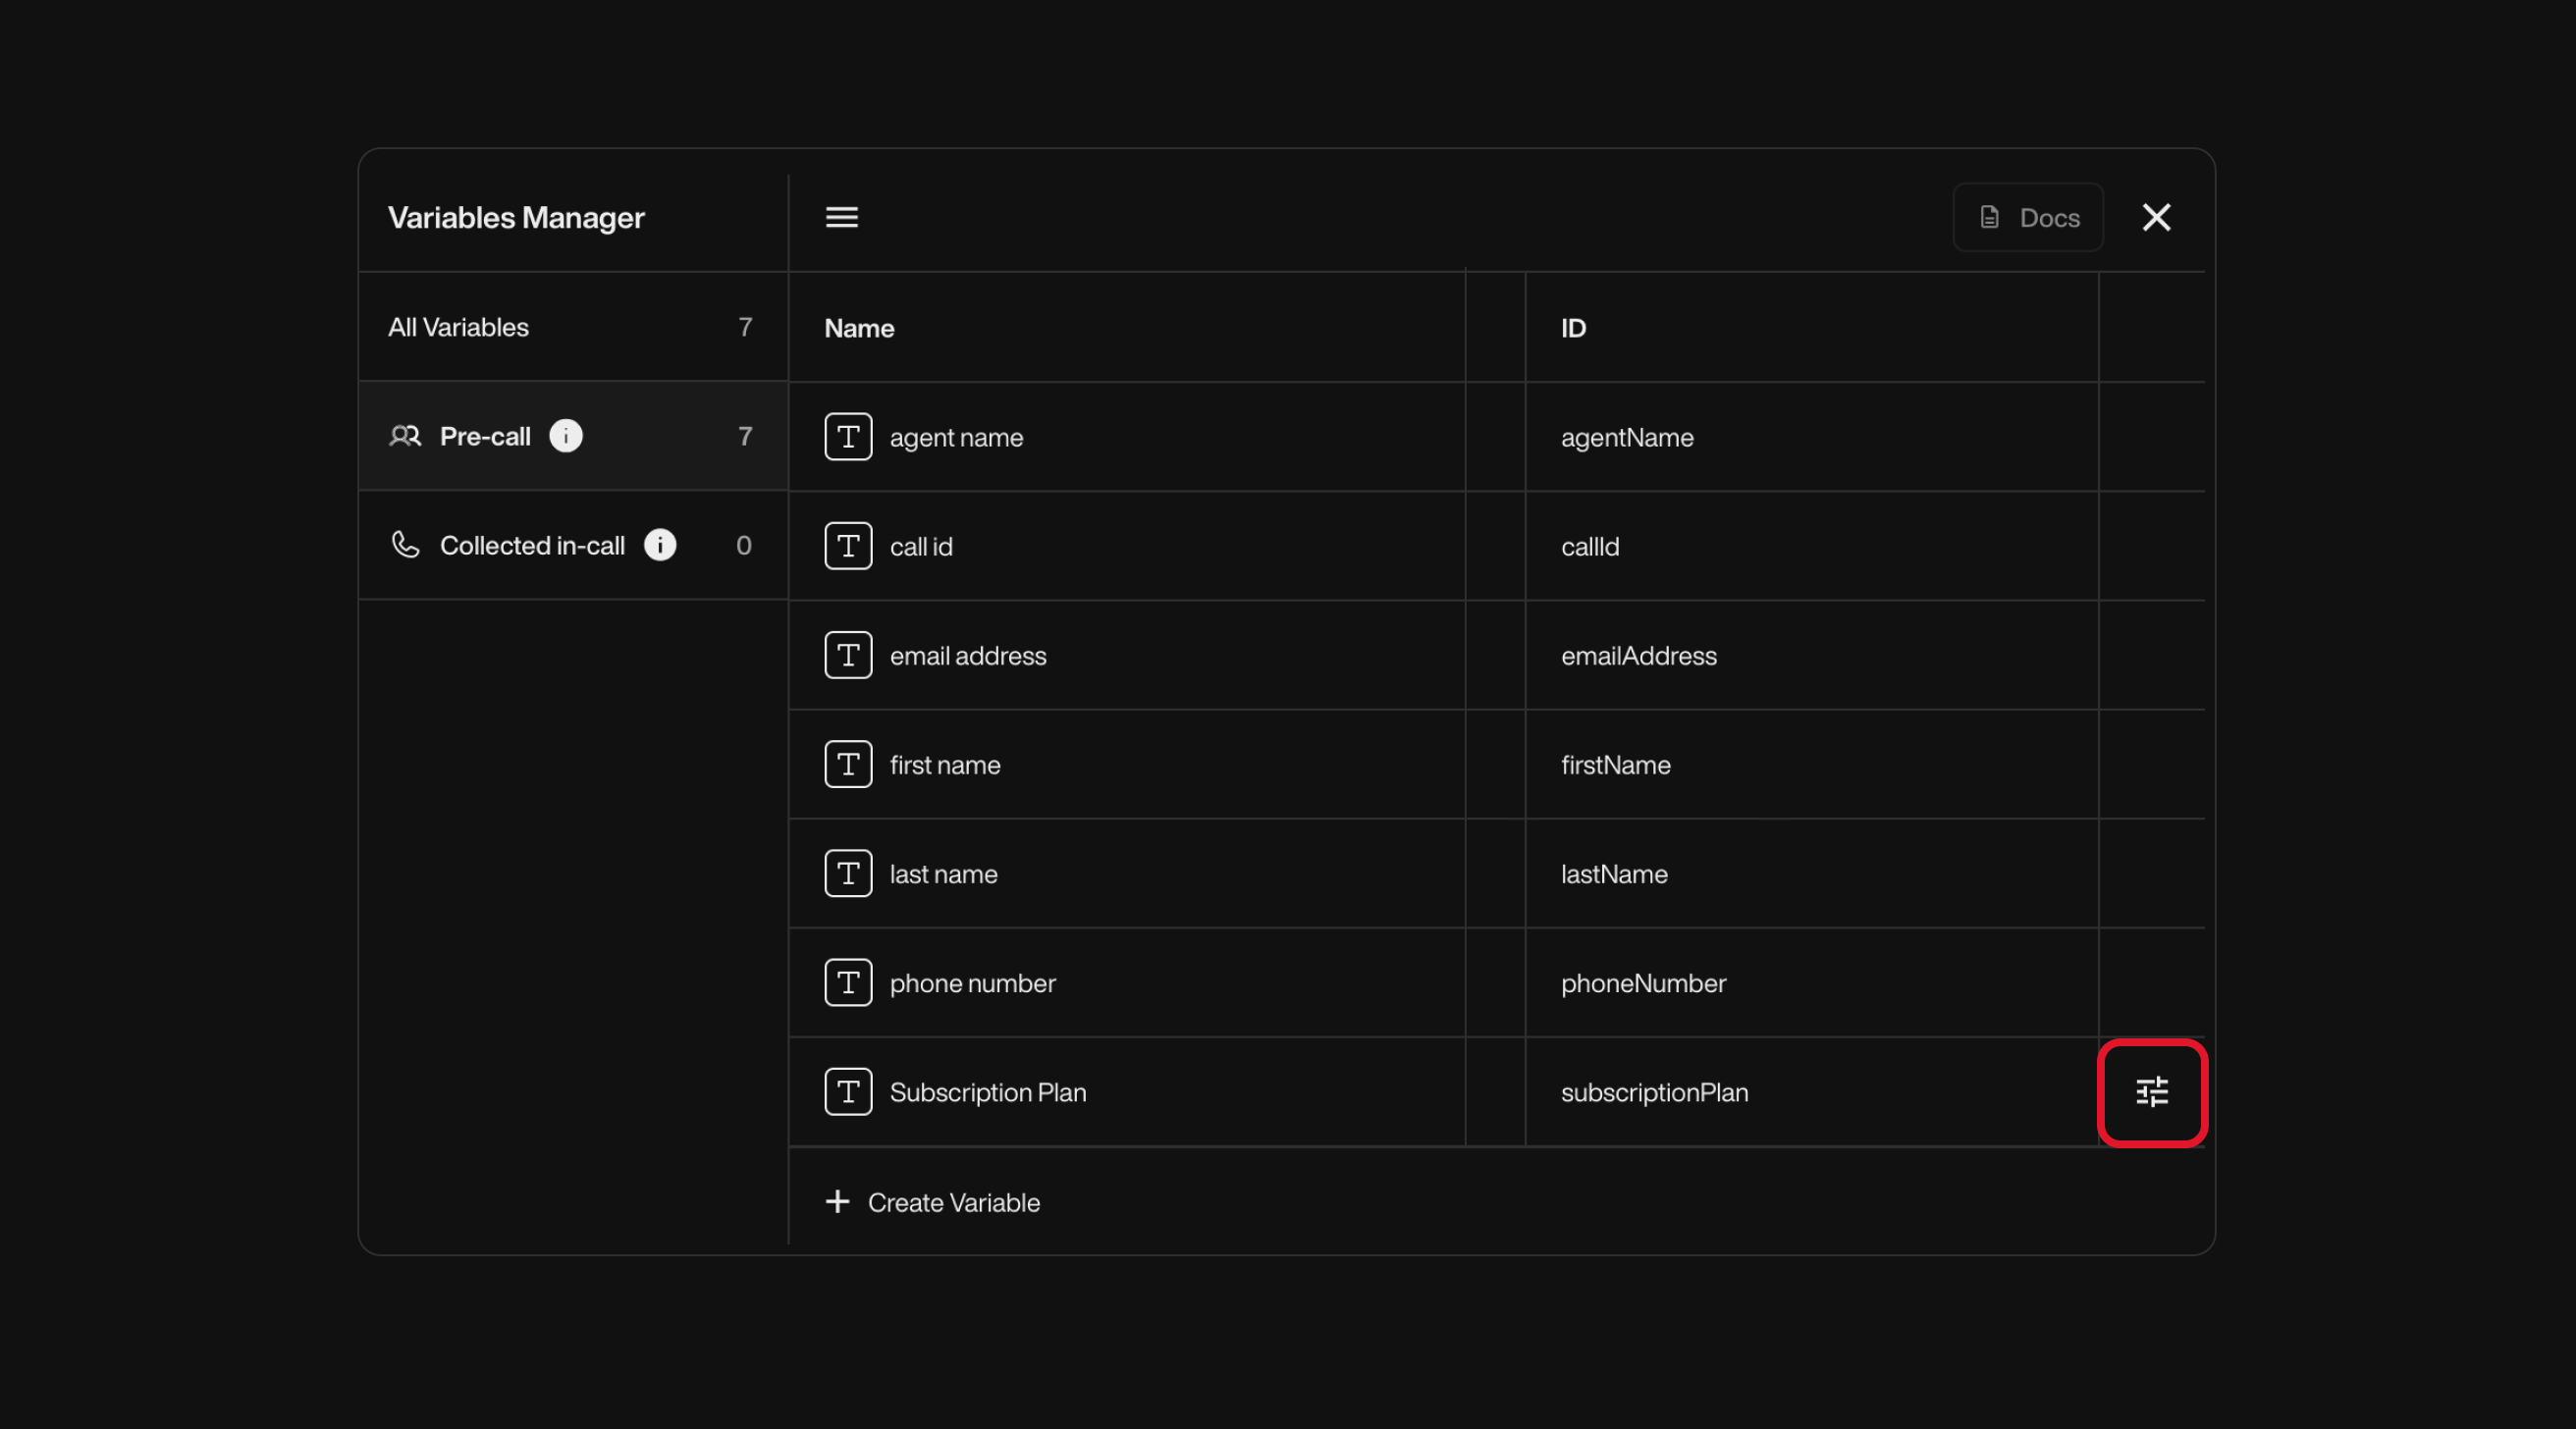 Variables Manager
Docs
All Variables 7
Pre-call 7
Collected in-call 0
Name ID
agent name agentName
call id callId
email address emailAddress
first name firstName
last name lastName
phone number phoneNumber
Subscription Plan subscriptionPlan
Create Variable